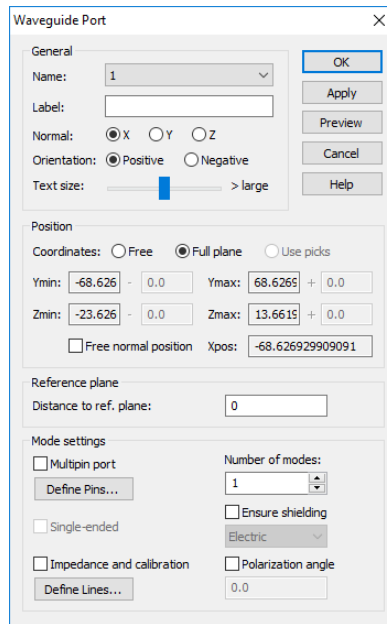 Waveguide Port
General
Name: 1
Label:
Normal: X Y Z
Orientation: Positive Negative
Text size: > large
OK
Apply
Preview
Cancel
Help
Position
Coordinates: Free Full plane Use picks
Ymin: -68.626 - 0.0 Ymax: 68.6269 + 0.0
Zmin: -23.626 - 0.0 Zmax: 13.6619 + 0.0
Free normal position Xpos: -68.626929909091
Reference plane
Distance to ref. plane: 0
Mode settings
Multipin port
Define Pins...
Single-ended
Impedance and calibration
Define Lines...
Number of modes:
1
Ensure shielding
Electric
Polarization angle
0.0